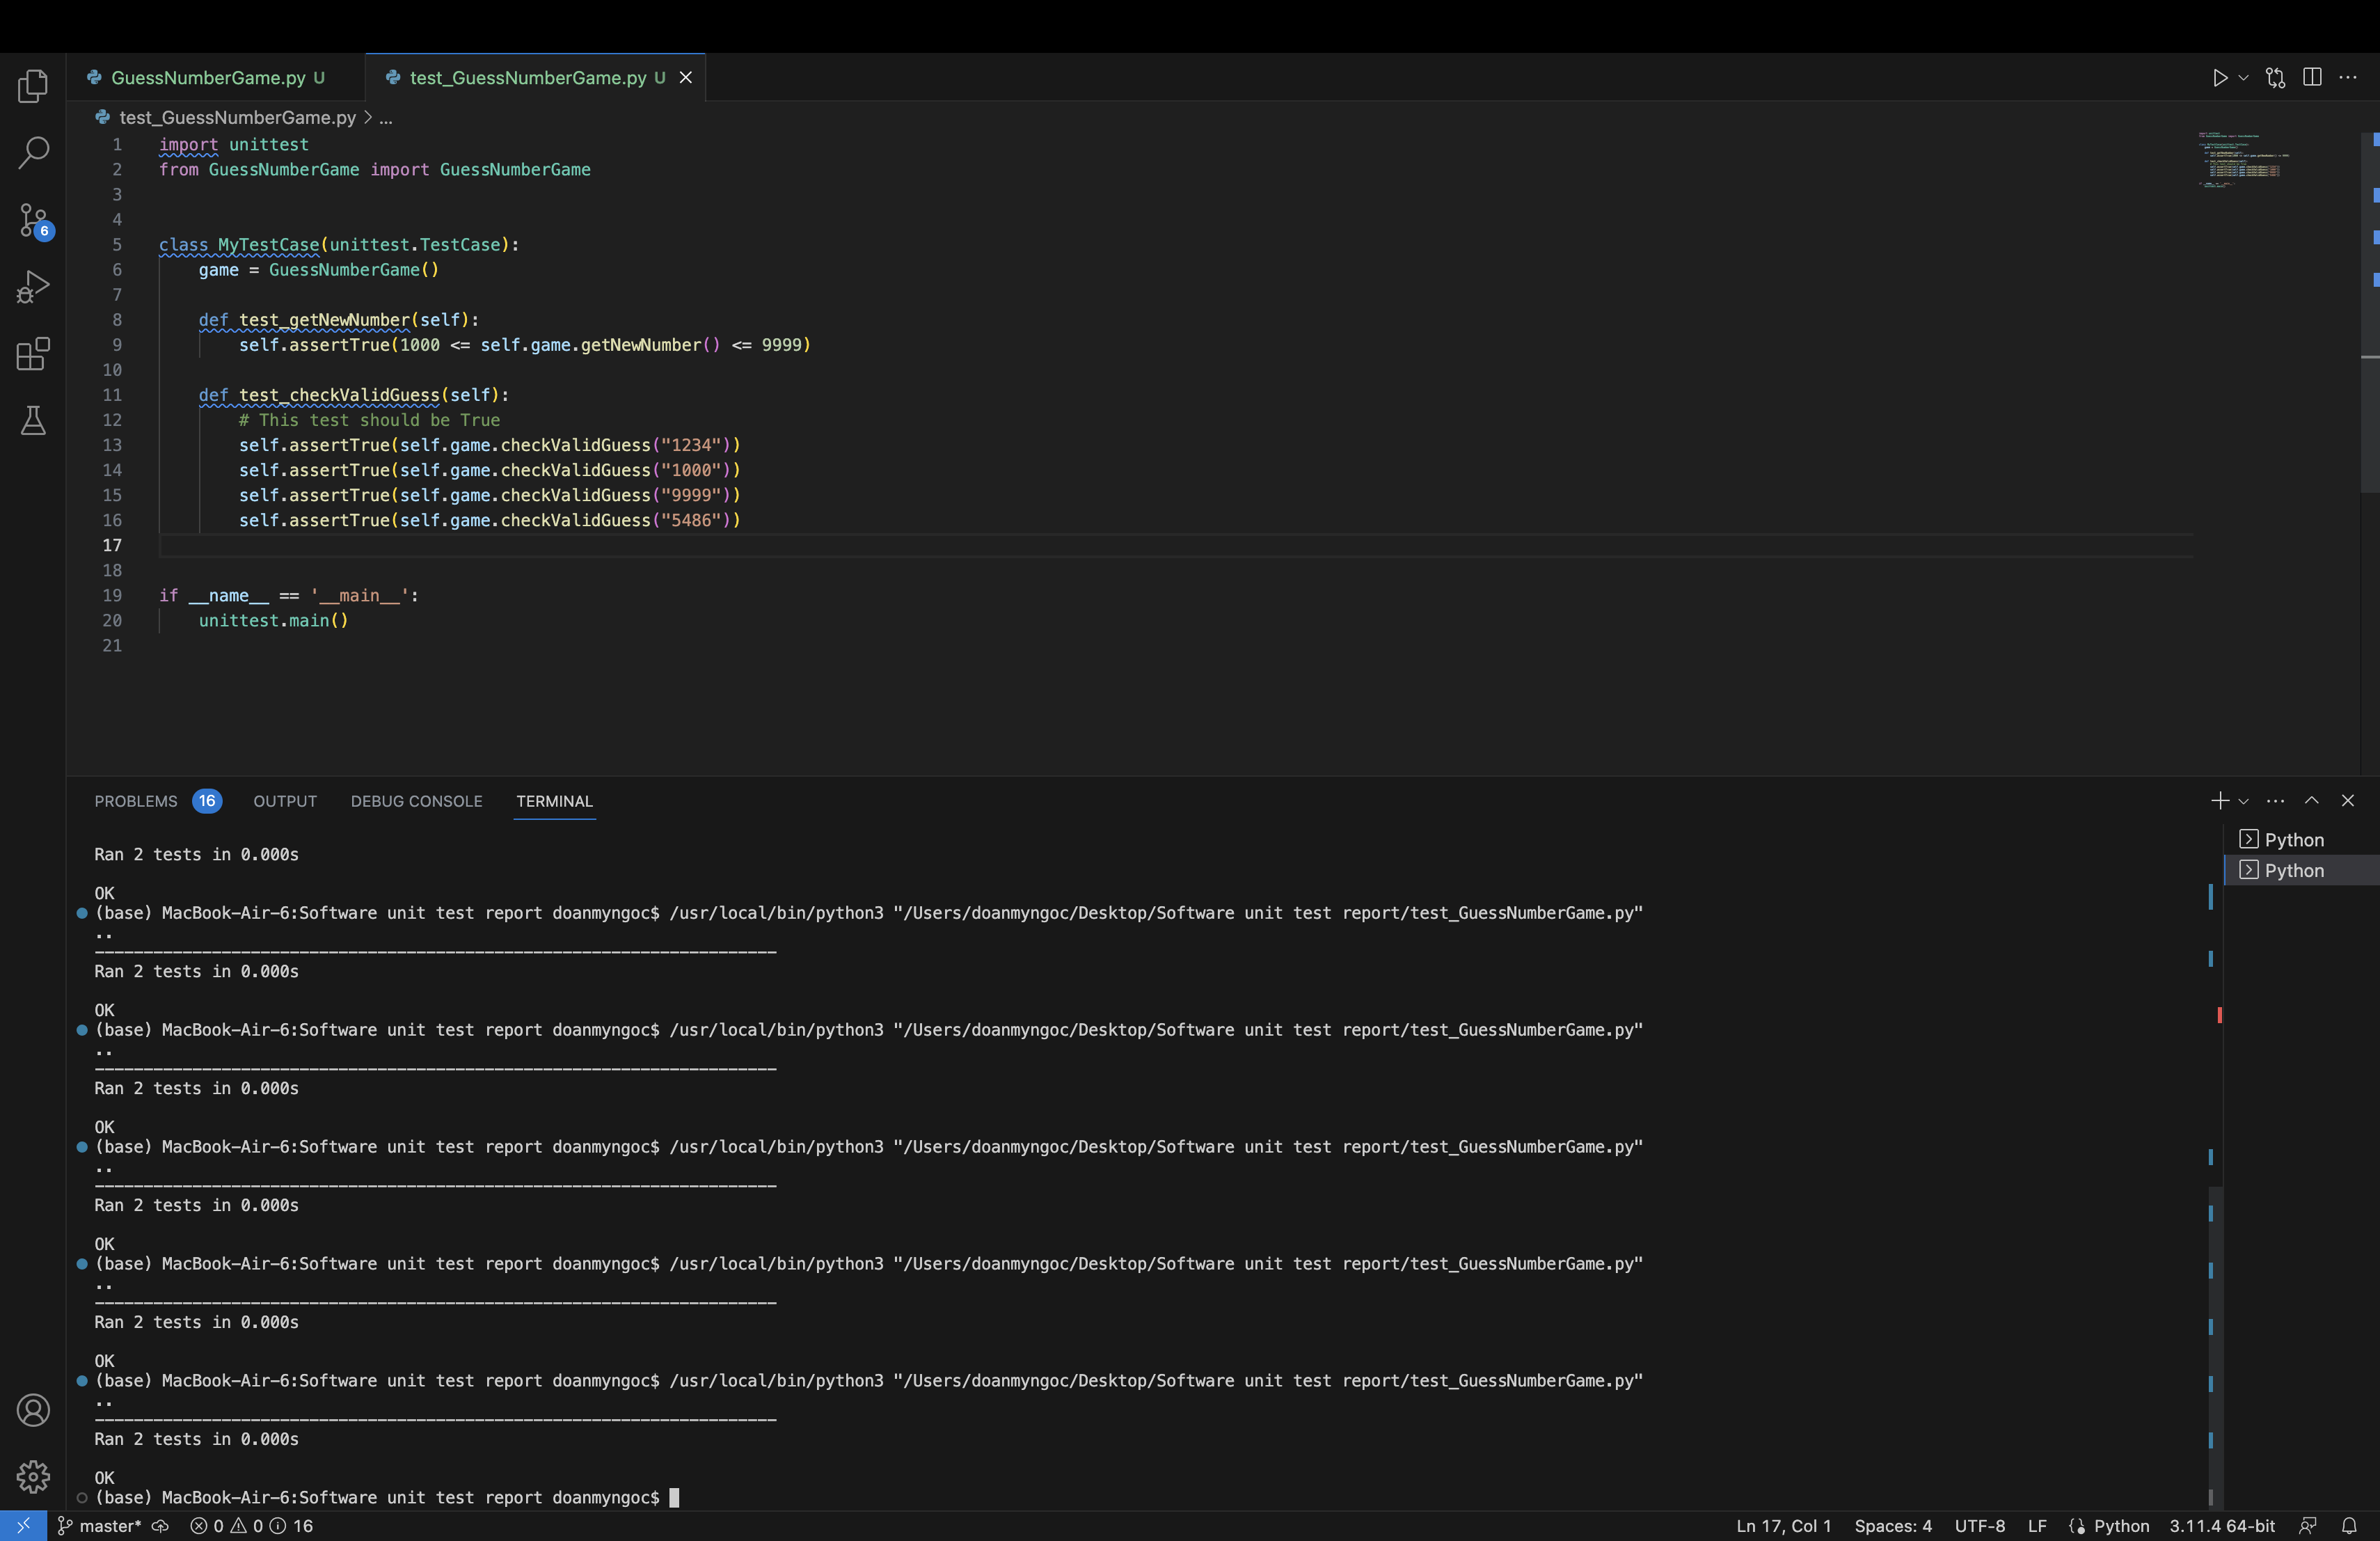 GuessNumberGame.py U test_GuessNumberGame.py U
test_GuessNumberGame.py > ...
1 import unittest
2 from GuessNumberGame import GuessNumberGame
3
4
5 class MyTestCase(unittest.TestCase):
6 game = GuessNumberGame()
7
8 def test_getNewNumber(self):
9 self.assertTrue(1000 <= self.game.getNewNumber() <= 9999)
10
11 def test_checkValidGuess(self):
12 # This test should be True
13 self.assertTrue(self.game.checkValidGuess("1234"))
14 self.assertTrue(self.game.checkValidGuess("1000"))
15 self.assertTrue(self.game.checkValidGuess("9999"))
16 self.assertTrue(self.game.checkValidGuess("5486"))
17
18
19 if __name__ == '__main__':
20 unittest.main()
21
6
PROBLEMS 16 OUTPUT DEBUG CONSOLE TERMINAL
Python
Python
Ran 2 tests in 0.000s
OK
(base) MacBook-Air-6:Software unit test report doanmyngoc$ /usr/local/bin/python3 "/Users/doanmyngoc/Desktop/Software unit test report/test_GuessNumberGame.py"
..
----------------------------------------------------------------------
Ran 2 tests in 0.000s
OK
(base) MacBook-Air-6:Software unit test report doanmyngoc$ /usr/local/bin/python3 "/Users/doanmyngoc/Desktop/Software unit test report/test_GuessNumberGame.py"
..
----------------------------------------------------------------------
Ran 2 tests in 0.000s
OK
(base) MacBook-Air-6:Software unit test report doanmyngoc$ /usr/local/bin/python3 "/Users/doanmyngoc/Desktop/Software unit test report/test_GuessNumberGame.py"
..
----------------------------------------------------------------------
Ran 2 tests in 0.000s
OK
(base) MacBook-Air-6:Software unit test report doanmyngoc$ /usr/local/bin/python3 "/Users/doanmyngoc/Desktop/Software unit test report/test_GuessNumberGame.py"
..
----------------------------------------------------------------------
Ran 2 tests in 0.000s
OK
(base) MacBook-Air-6:Software unit test report doanmyngoc$ /usr/local/bin/python3 "/Users/doanmyngoc/Desktop/Software unit test report/test_GuessNumberGame.py"
..
----------------------------------------------------------------------
Ran 2 tests in 0.000s
OK
(base) MacBook-Air-6:Software unit test report doanmyngoc$
master* 0 0 16 Ln 17, Col 1 Spaces: 4 UTF-8 LF Python 3.11.4 64-bit